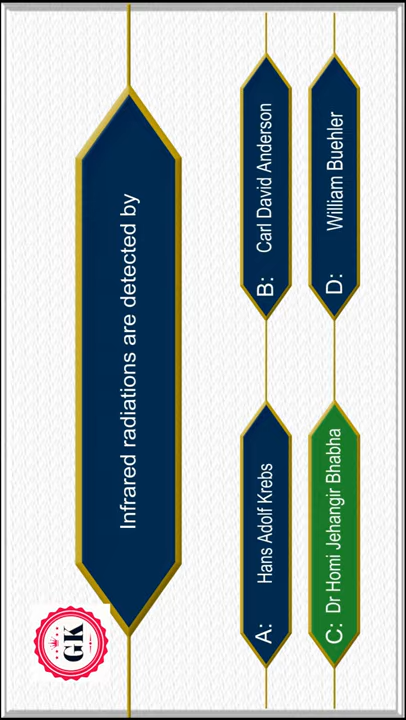 GK
Infrared radiations are detected by
A: Hans Adolf Krebs
B: Carl David Anderson
C: Dr Homi Jehangir Bhabha
D: William Buehler